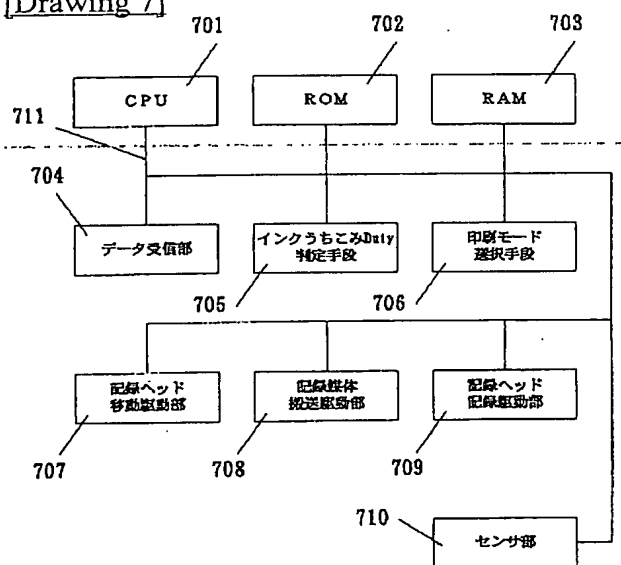 [Drawing 7]
701
702
703
CPU
ROM
RAM
711
704
データ受信部
インクうちこみDuty
判定手段
印刷モード
選択手段
705
706
記録ヘッド
移動駆動部
記録媒体
搬送駆動部
記録ヘッド
記録駆動部
707
708
709
710
センサ部